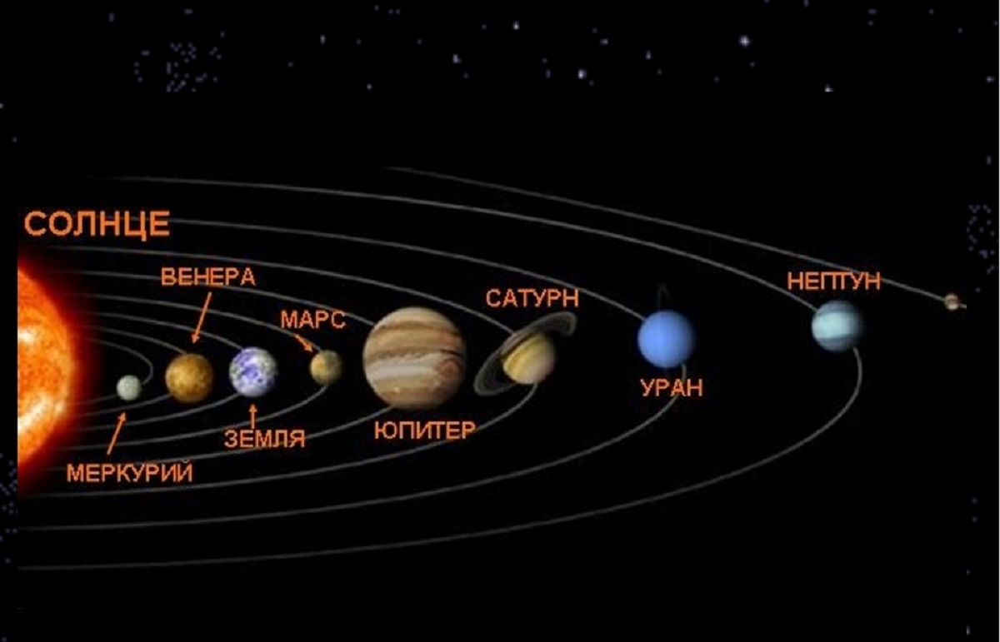 СОЛНЦЕ
ВЕНЕРА
МАРС
САТУРН
НЕПТУН
УРАН
ЮПИТЕР
ЗЕМЛЯ
МЕРКУРИЙ